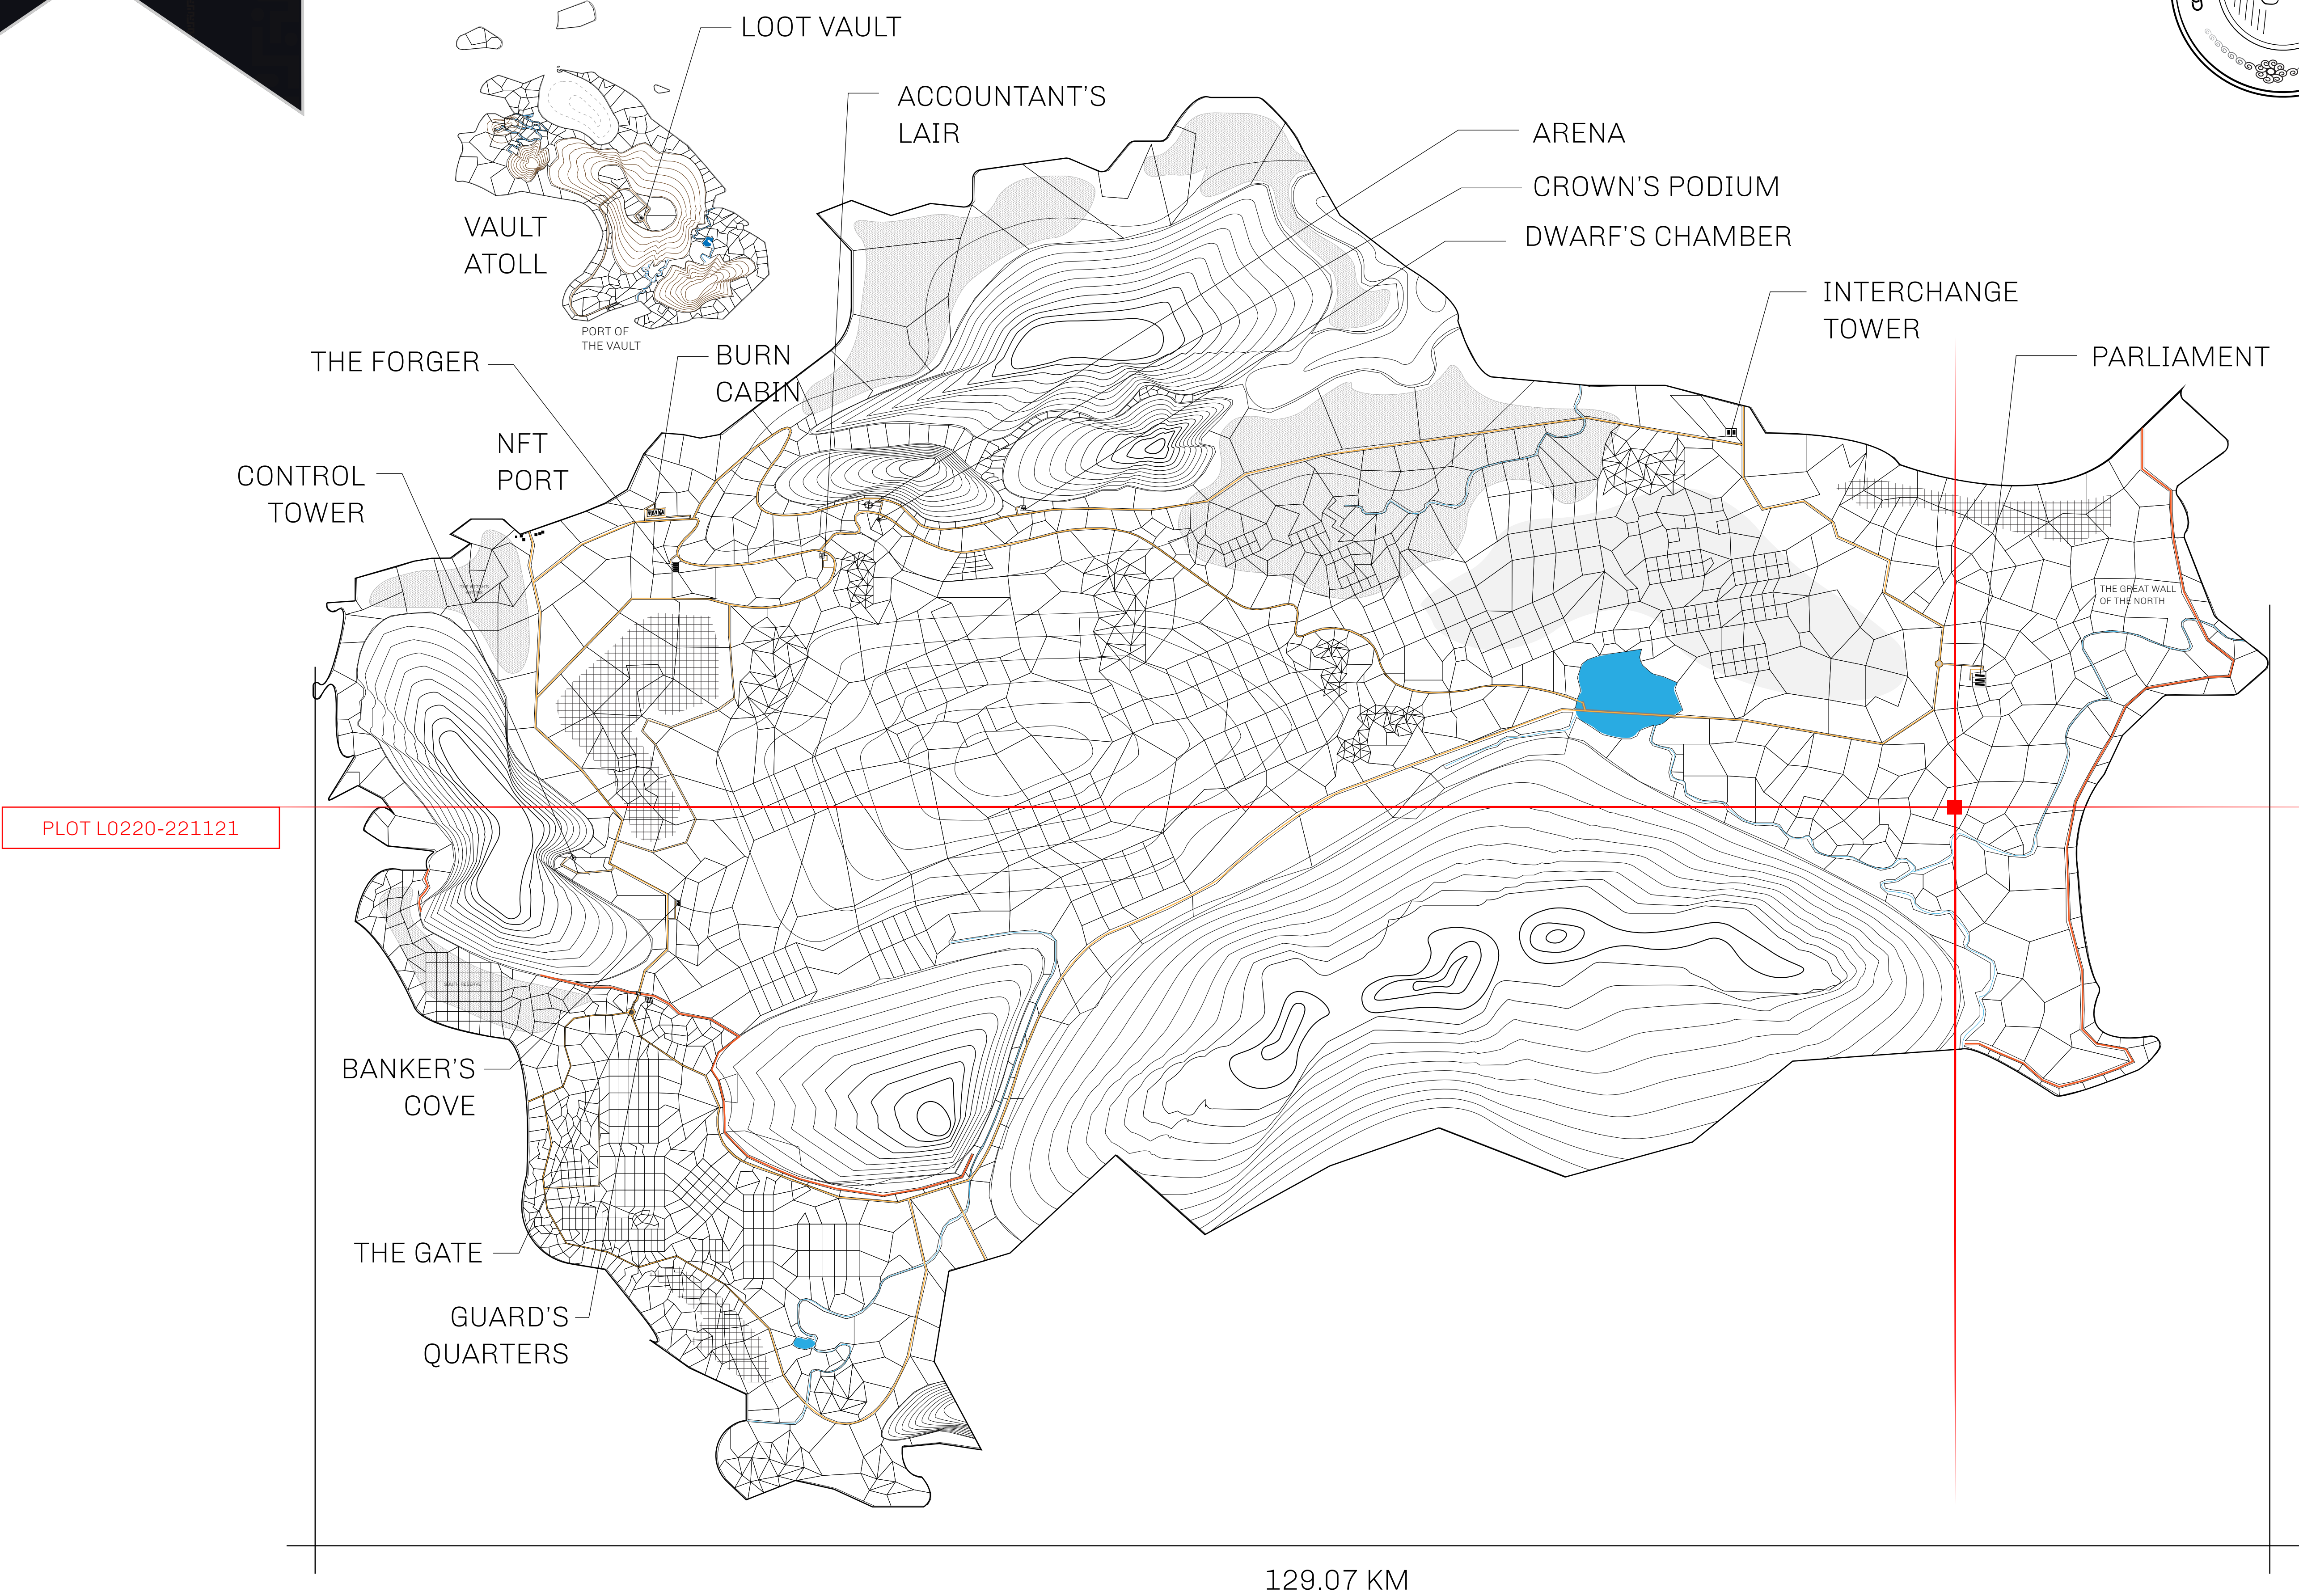 LOOT VAULT
ACCOUNTANT'S
LAIR
ARENA
CROWN'S PODIUM
DWARF'S CHAMBER
VAULT
ATOLL
INTERCHANGE
TOWER
PORT OF
THE VAULT
THE FORGER
BURN
CABIN
PARLIAMENT
NFT
PORT
CONTROL
TOWER
THE GREAT WALL
OF THE NORTH
PLOT L0220-221121
SOUTH RESERVE
BANKER'S
COVE
THE GATE
GUARD'S
QUARTERS
129.07 KM